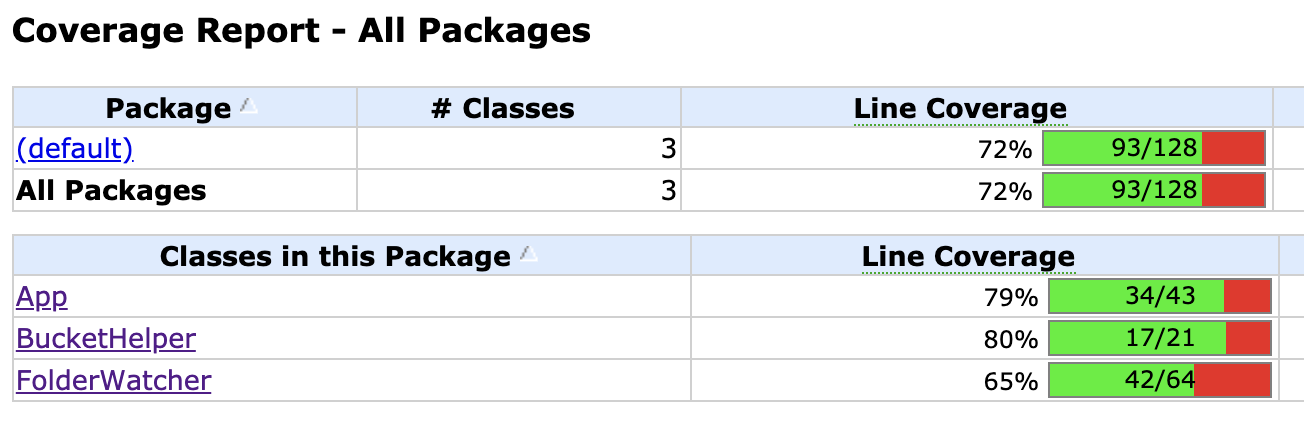 Coverage Report - All Packages
Package # Classes Line Coverage
(default) 3 72% 93/128
All Packages 3 72% 93/128
Classes in this Package Line Coverage
App 79% 34/43
BucketHelper 80% 17/21
FolderWatcher 65% 42/64